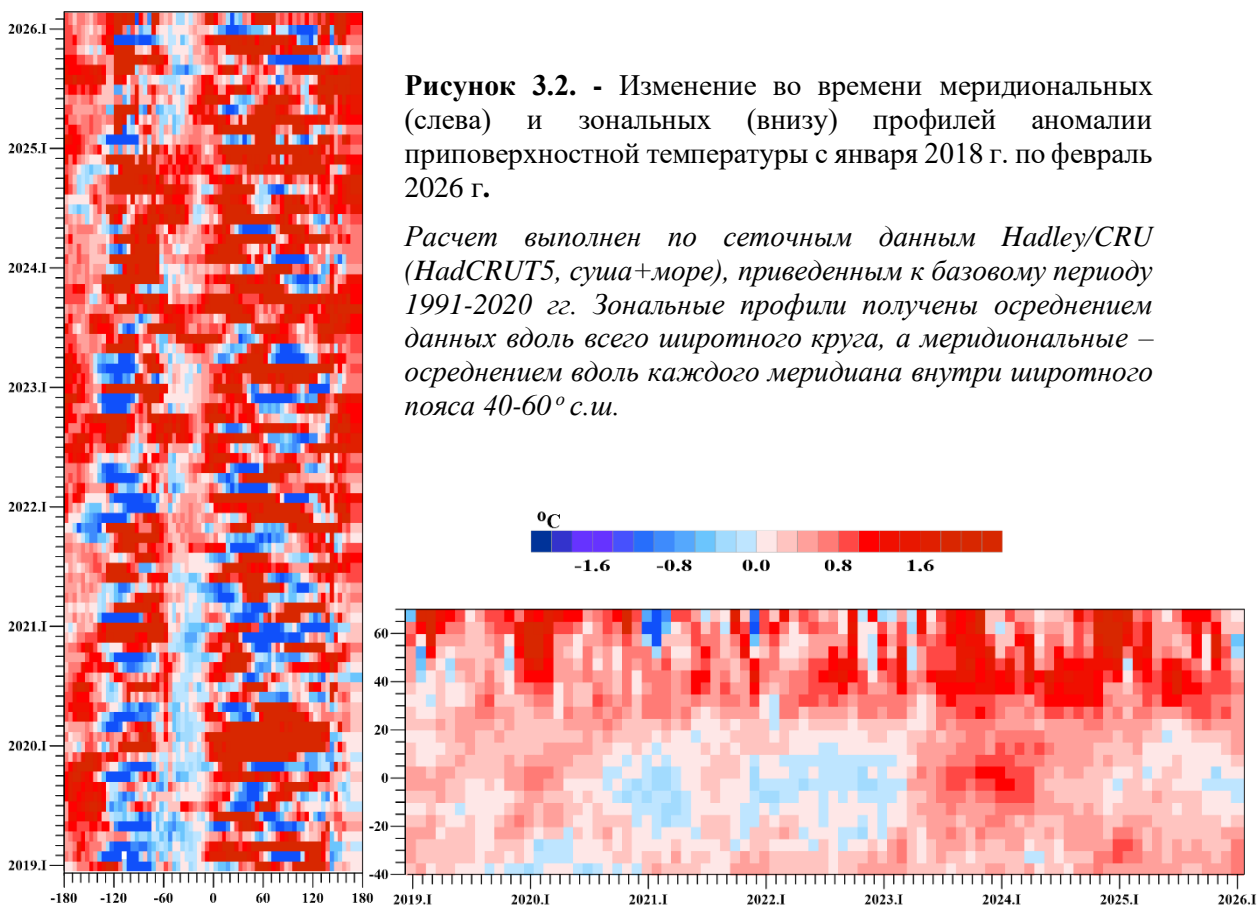 Рисунок 3.2. - Изменение во времени меридиональных
(слева) и зональных (внизу) профилей аномалии
приповерхностной температуры с января 2018 г. по февраль
2026 г.
Расчет выполнен по сеточным данным Hadley/CRU
(HadCRUT5, суша+море), приведенным к базовому периоду
1991-2020 гг. Зональные профили получены осреднением
данных вдоль всего широтного круга, а меридиональные –
осреднением вдоль каждого меридиана внутри широтного
пояса 40-60º с.ш.
2026.I
2025.I
2024.I
2023.I
2022.I
2021.I
2020.I
2019.I
-180 -120 -60 0 60 120 180
ºC
-1.6 -0.8 0.0 0.8 1.6
60
40
20
0
-20
-40
2019.I 2020.I 2021.I 2022.I 2023.I 2024.I 2025.I 2026.I